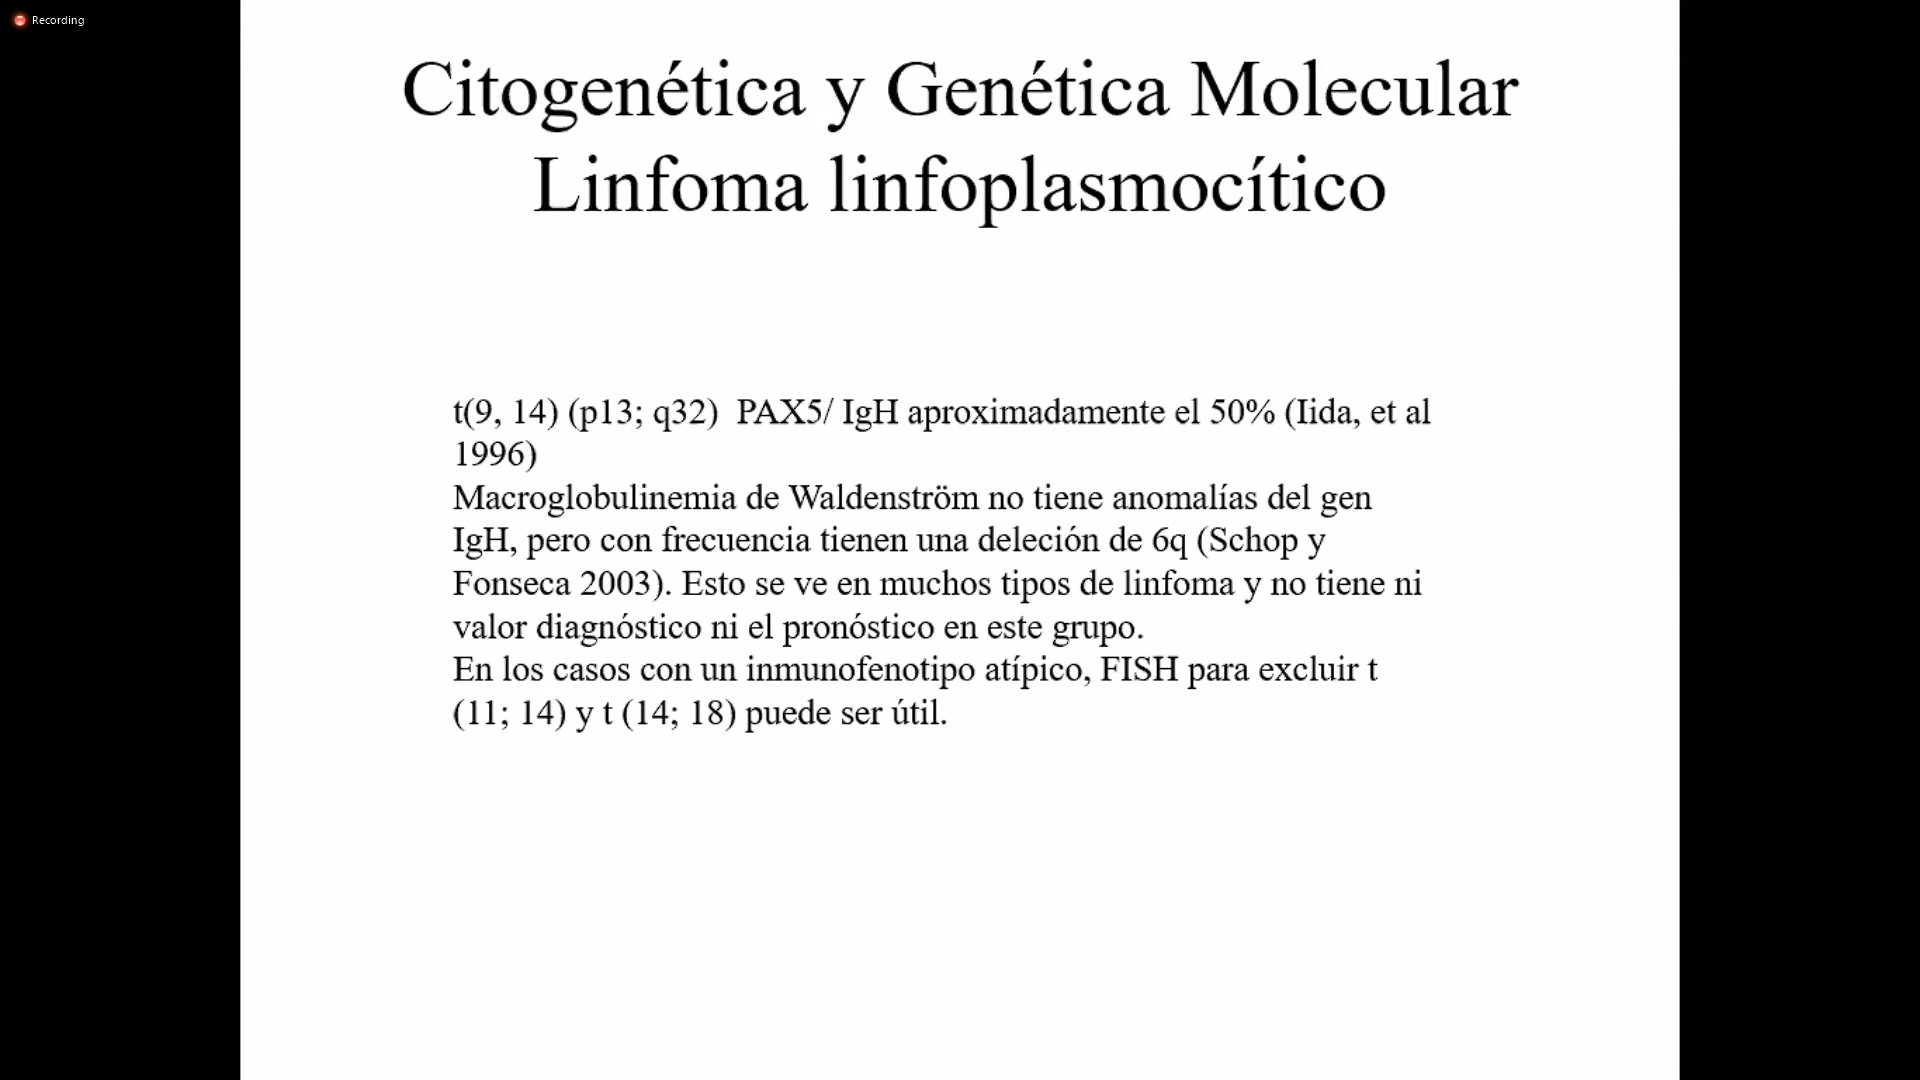 Recording
Citogenética y Genética Molecular
Linfoma linfoplasmocítico
t(9, 14) (p13; q32)  PAX5/ IgH aproximadamente el 50% (Iida, et al
1996)
Macroglobulinemia de Waldenström no tiene anomalías del gen
IgH, pero con frecuencia tienen una deleción de 6q (Schop y
Fonseca 2003). Esto se ve en muchos tipos de linfoma y no tiene ni
valor diagnóstico ni el pronóstico en este grupo.
En los casos con un inmunofenotipo atípico, FISH para excluir t
(11; 14) y t (14; 18) puede ser útil.